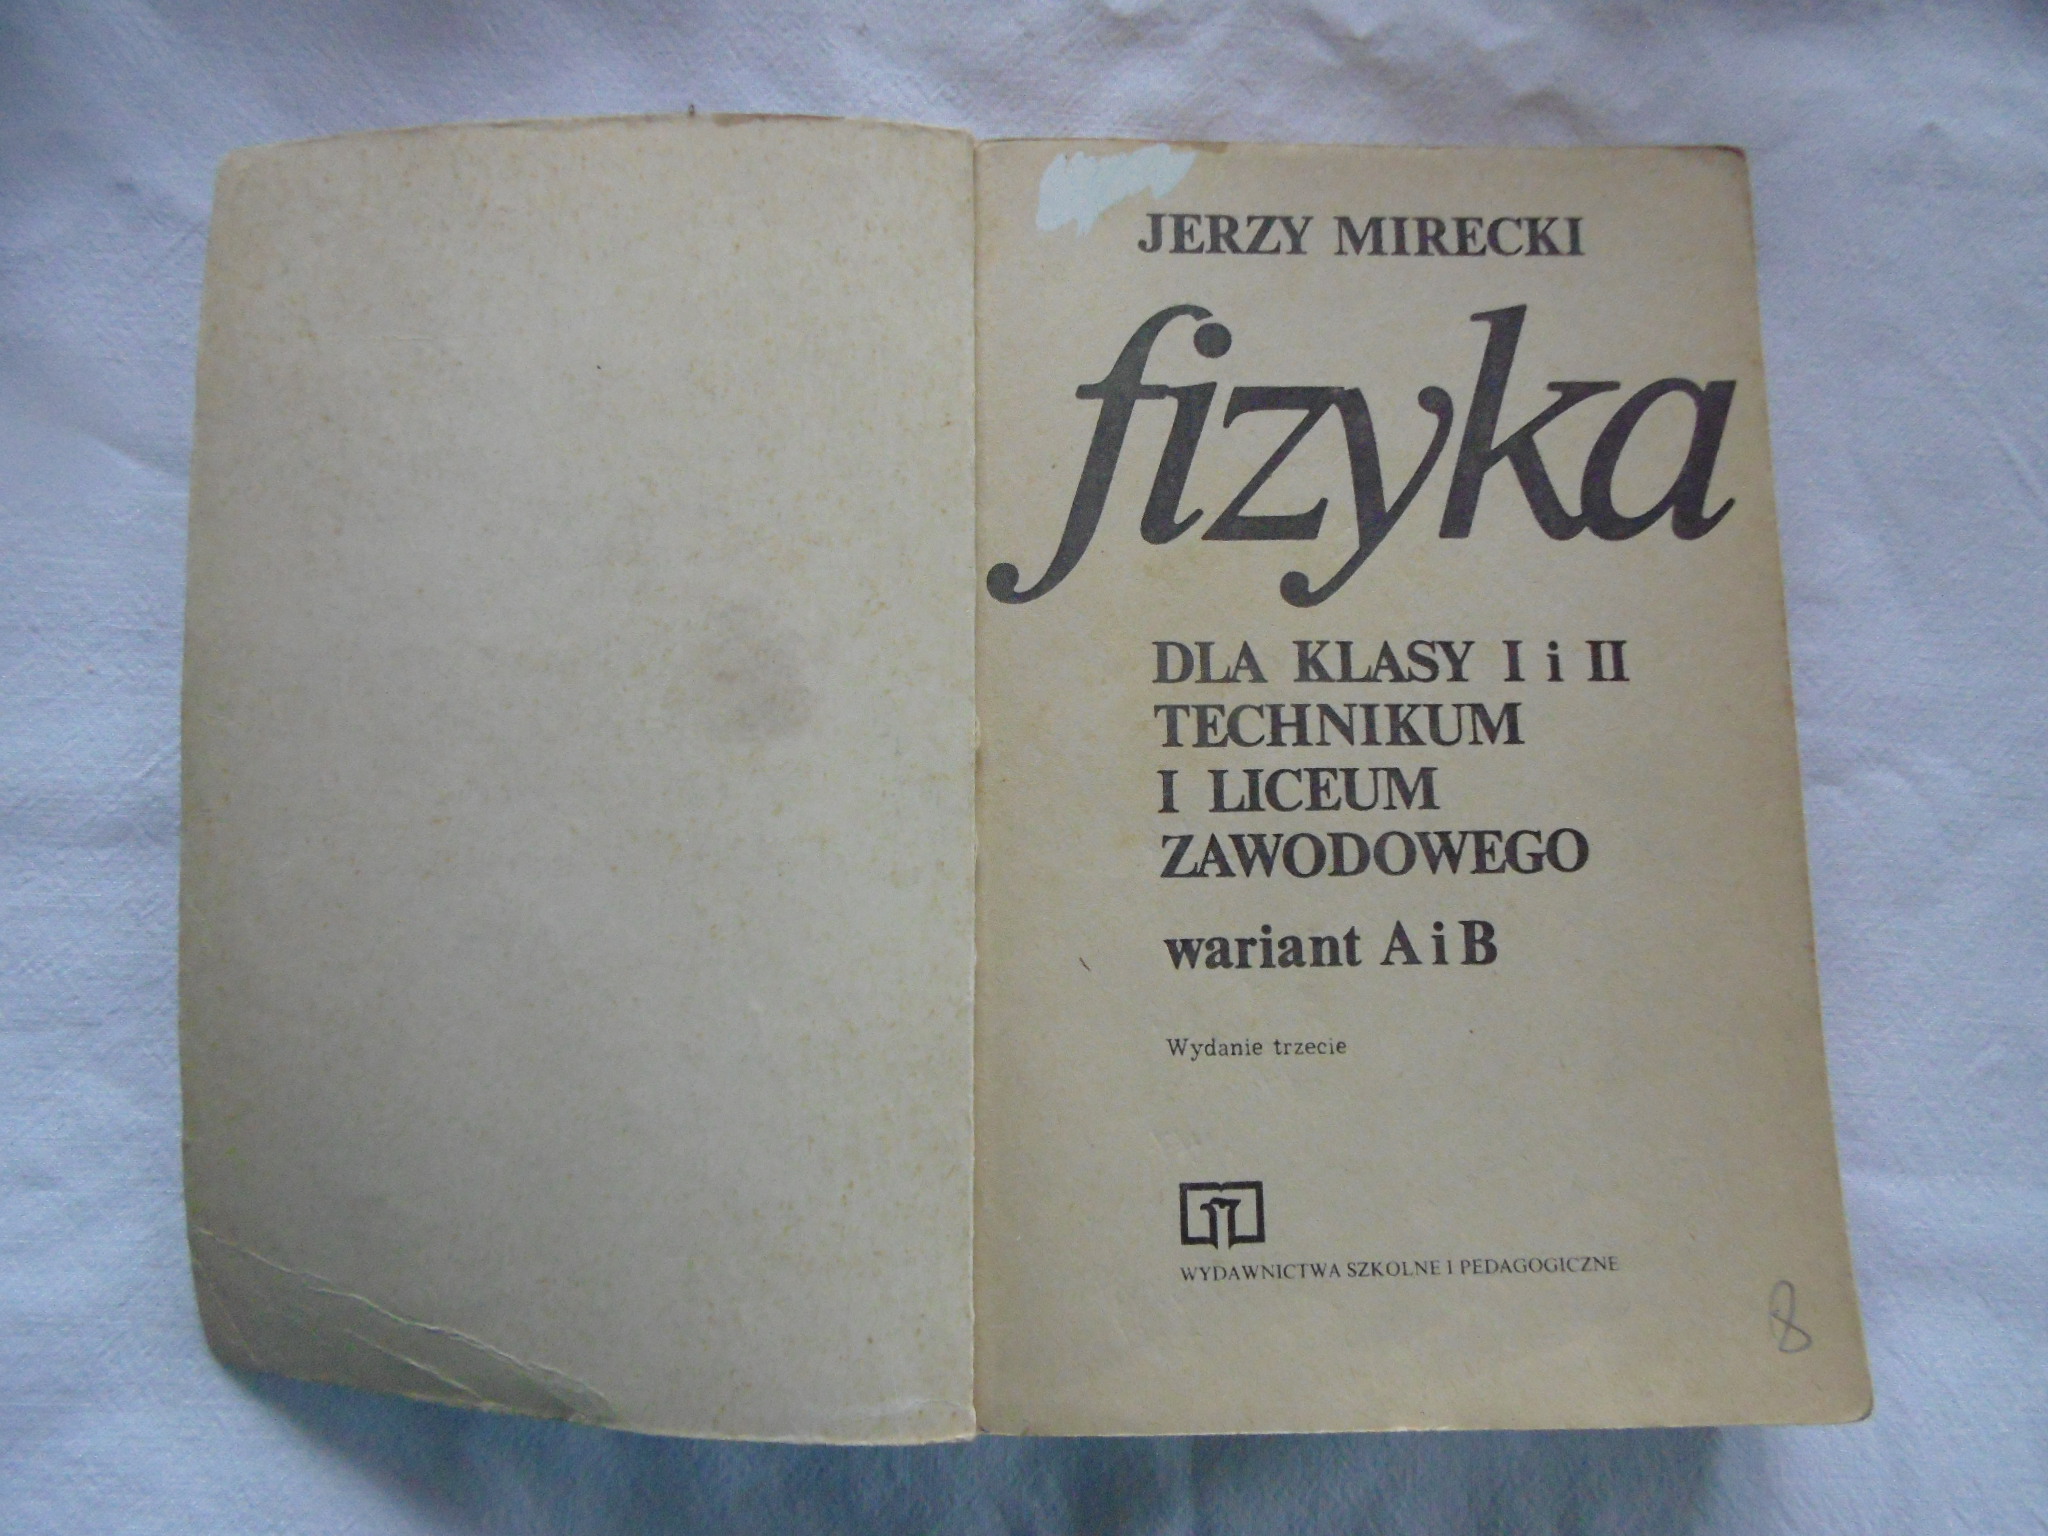 JERZY MIRECKI
fizyka
DLA KLASY I i II
TECHNIKUM
I LICEUM
ZAWODOWEGO
wariant A i B
Wydanie trzecie
WYDAWNICTWA SZKOLNE I PEDAGOGICZNE
8